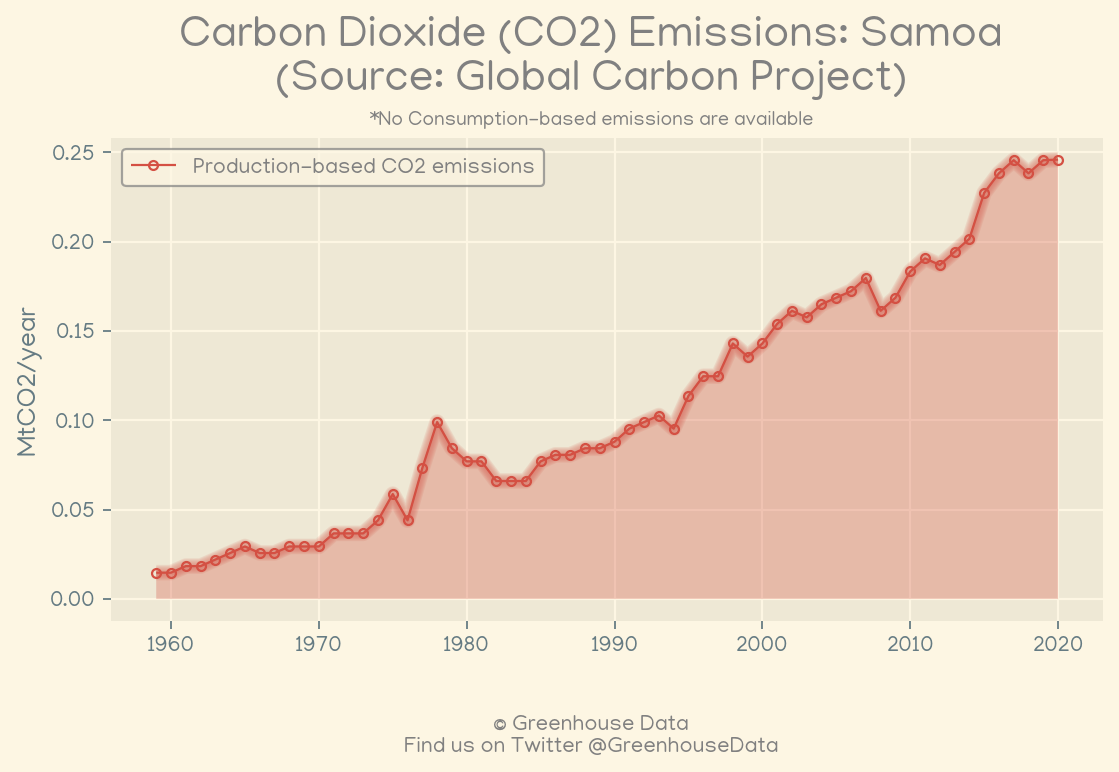 Carbon Dioxide (CO2) Emissions: Samoa
(Source: Global Carbon Project)
*No Consumption-based emissions are available
Production-based CO2 emissions
MtCO2/year
0.25
0.20
0.15
0.10
0.05
0.00
1960 1970 1980 1990 2000 2010 2020
© Greenhouse Data
Find us on Twitter @GreenhouseData